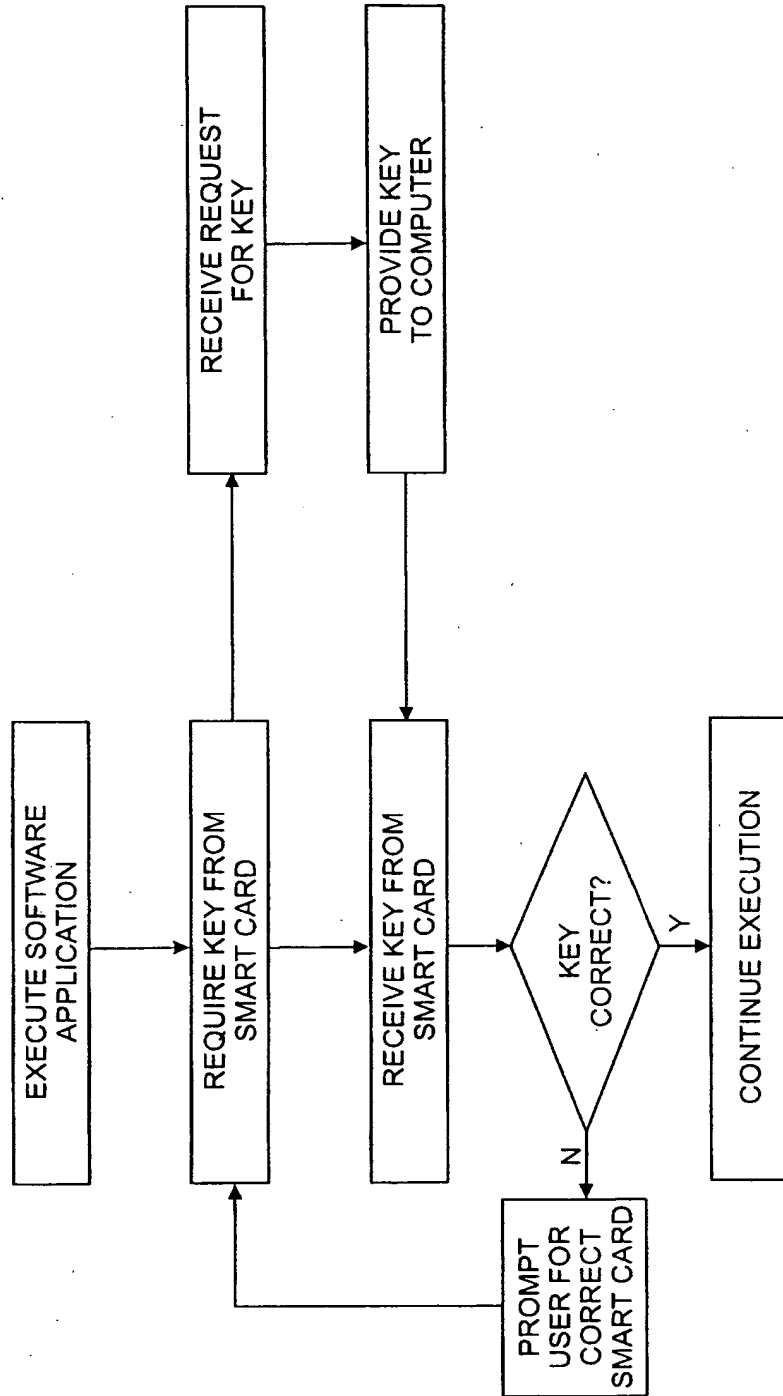 EXECUTE SOFTWARE
APPLICATION
REQUIRE KEY FROM
SMART CARD
RECEIVE REQUEST
FOR KEY
PROVIDE KEY
TO COMPUTER
RECEIVE KEY FROM
SMART CARD
KEY
CORRECT?
N
PROMPT
USER FOR
CORRECT
SMART CARD
Y
CONTINUE EXECUTION